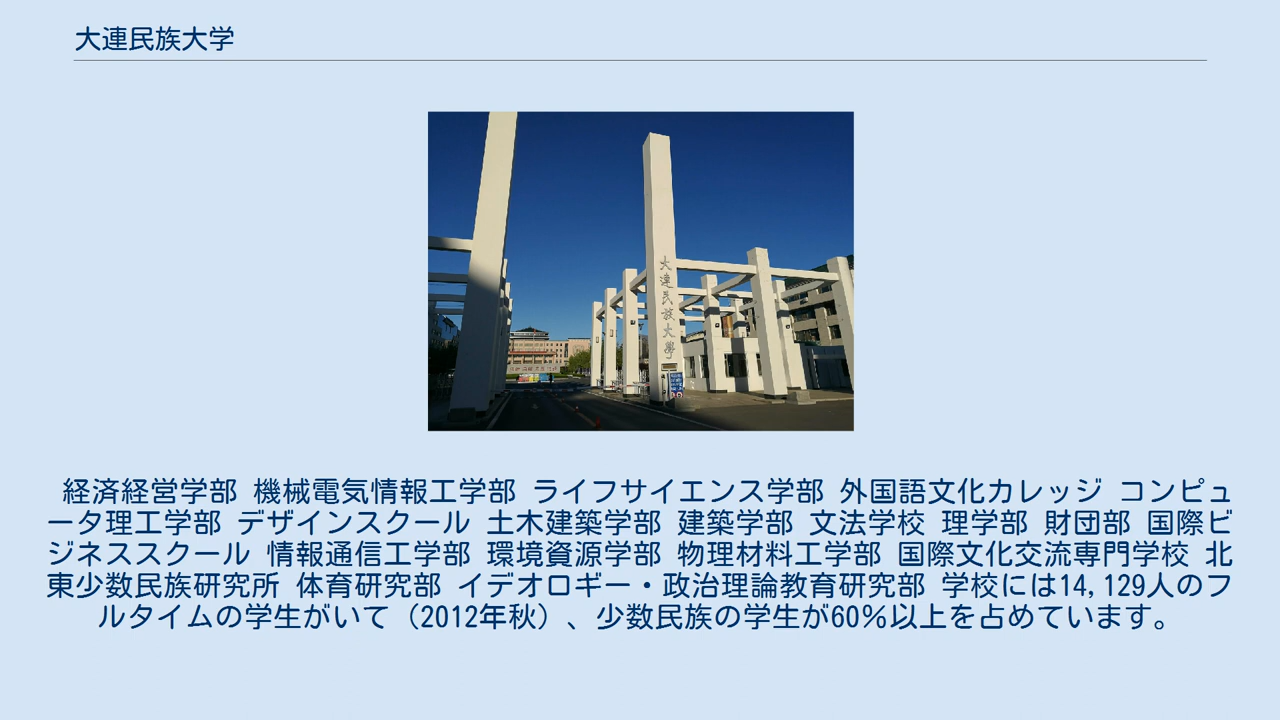 大連民族大学
大連民族大學
経済経営学部 機械電気情報工学部 ライフサイエンス学部 外国語文化カレッジ コンピュ
ータ理工学部 デザインスクール 土木建築学部 建築学部 文法学校 理学部 財団部 国際ビ
ジネススクール 情報通信工学部 環境資源学部 物理材料工学部 国際文化交流専門学校 北
東少数民族研究所 体育研究部 イデオロギー・政治理論教育研究部 学校には14,129人のフ
ルタイムの学生がいて（2012年秋）、少数民族の学生が60％以上を占めています。